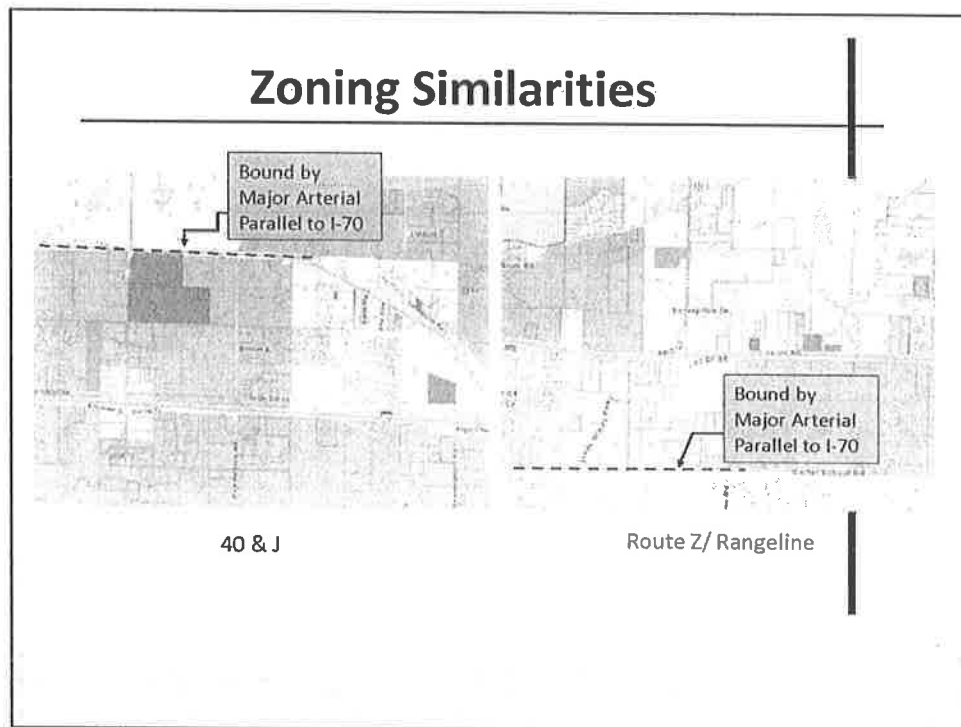 Zoning Similarities
Bound by
Major Arterial
Parallel to I-70
Bound by
Major Arterial
Parallel to I-70
40 & J
Route Z/ Rangeline